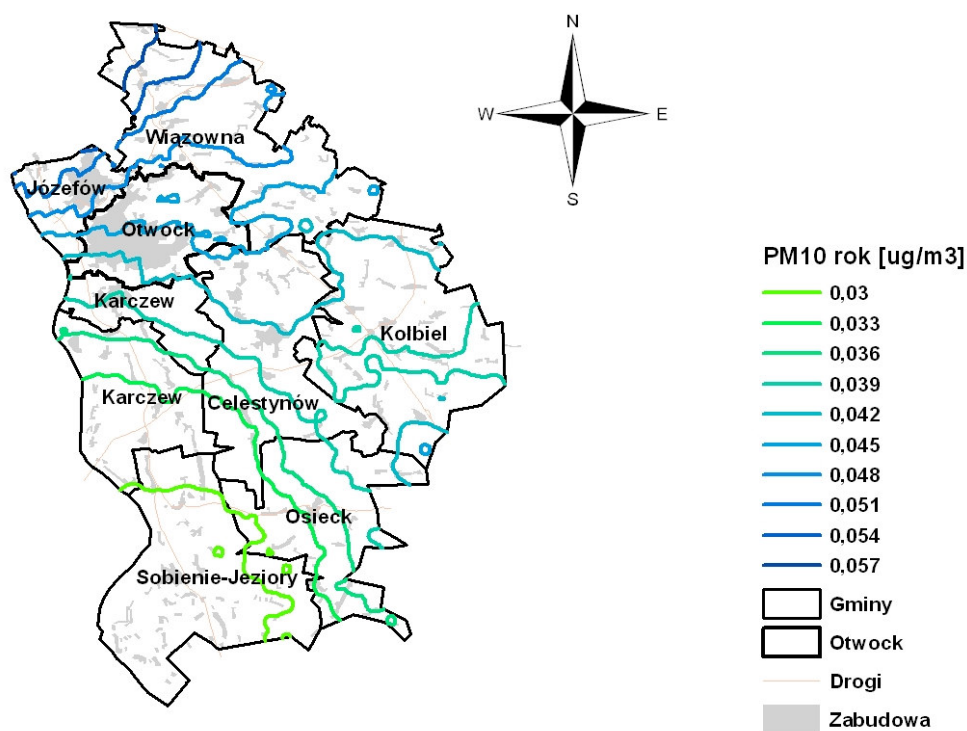 N
W
E
S
Wiązowna
Józefów
Otwock
Karczew
Kołbiel
Karczew
Celestynów
Osieck
Sobienie-Jeziory
PM10 rok [ug/m3]
0,03
0,033
0,036
0,039
0,042
0,045
0,048
0,051
0,054
0,057
Gminy
Otwock
Drogi
Zabudowa